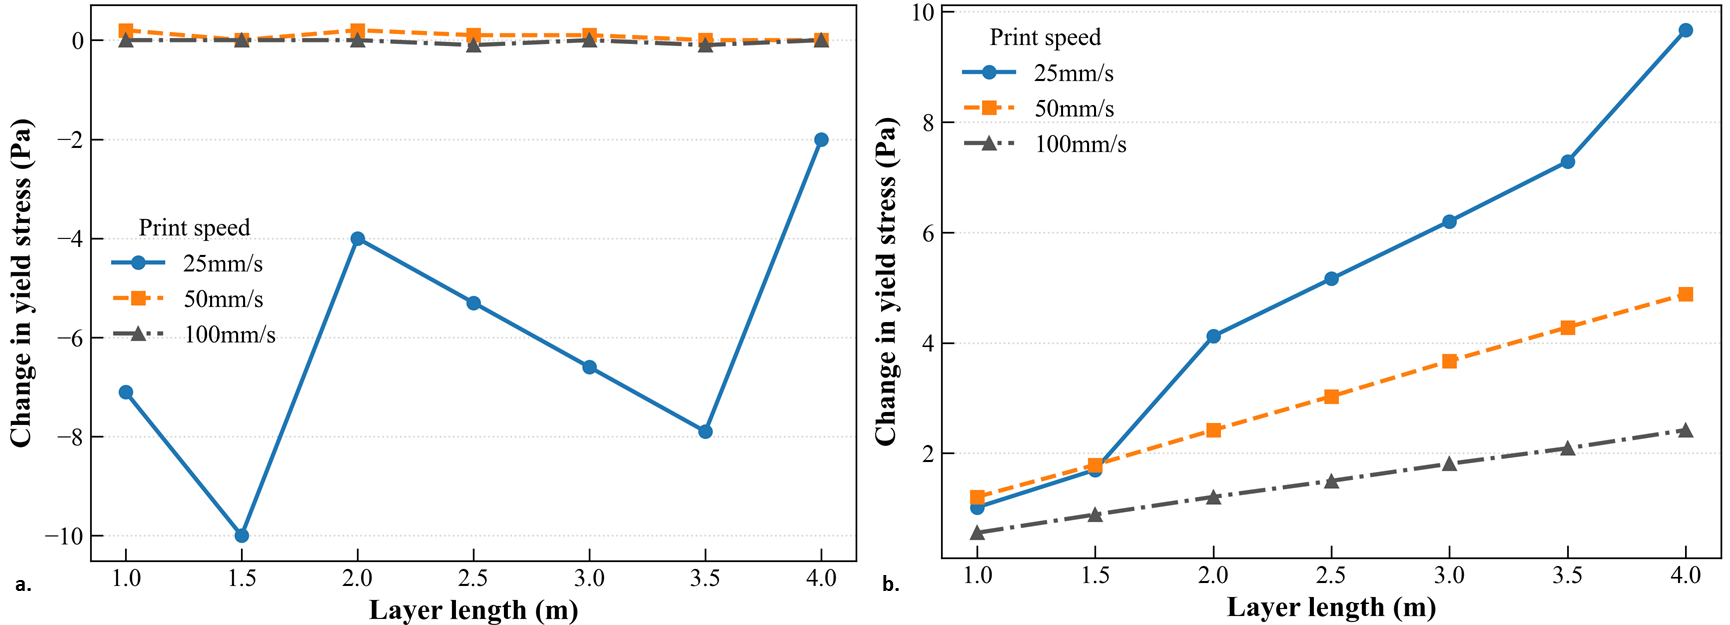 Change in yield stress (Pa)
0
−2
−4
−6
−8
−10
Print speed
25mm/s
50mm/s
100mm/s
1.0 1.5 2.0 2.5 3.0 3.5 4.0
a.
Layer length (m)
Change in yield stress (Pa)
10
8
6
4
2
Print speed
25mm/s
50mm/s
100mm/s
1.0 1.5 2.0 2.5 3.0 3.5 4.0
b.
Layer length (m)